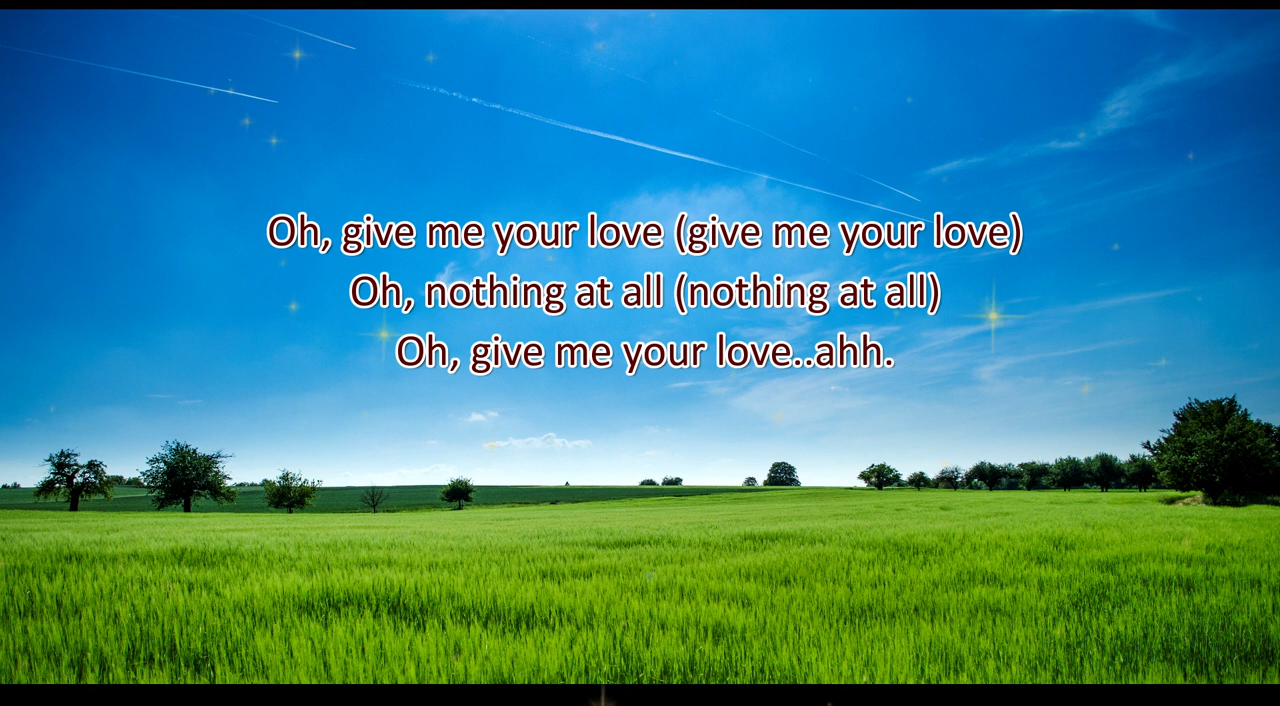 Oh, give me your love (give me your love)
Oh, nothing at all (nothing at all)
Oh, give me your love..ahh.